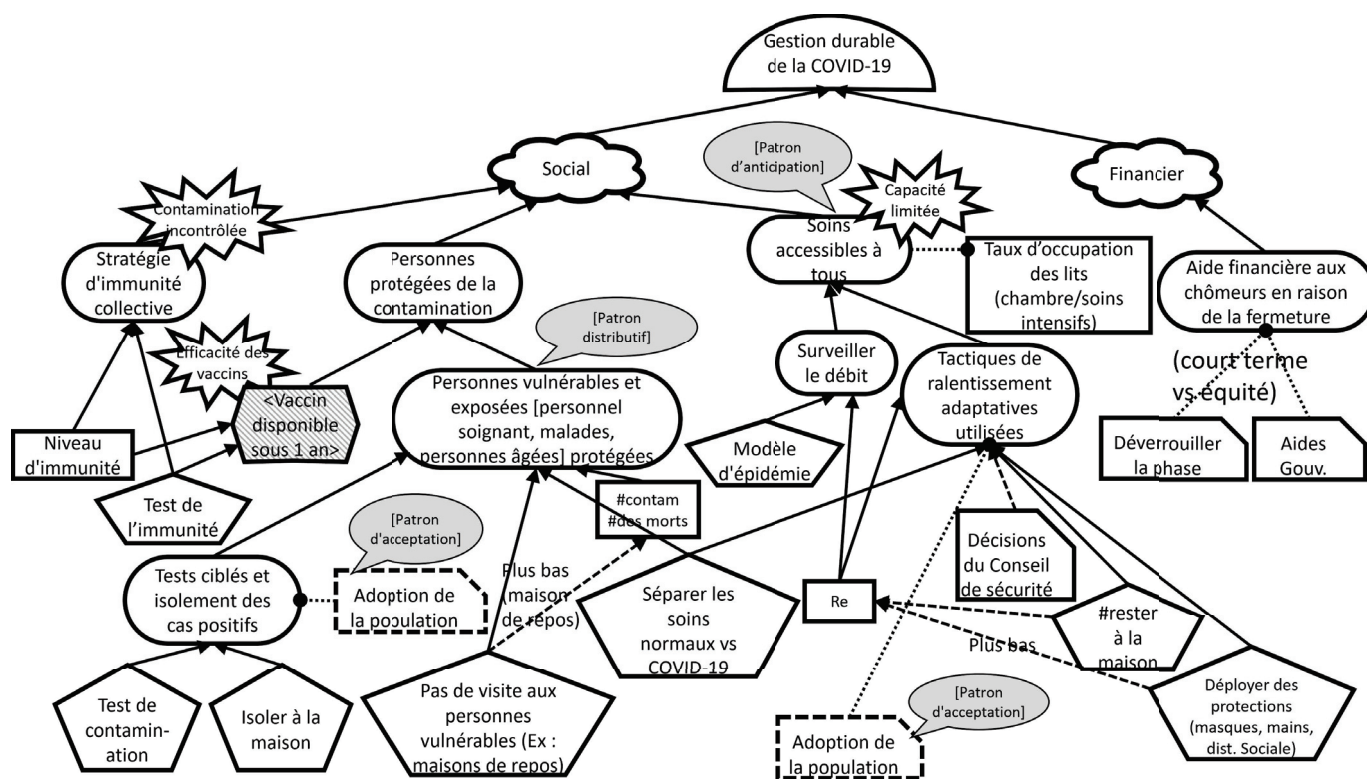 Gestion durable
de la COVID-19
[Patron
d'anticipation]
Social
Financier
Capacité
limitée
Contamination
incontrôlée
Stratégie
d'immunité
collective
Personnes
protégées de la
contamination
Soins
accessibles à
tous
Taux d'occupation
des lits
(chambre/soins
intensifs)
Aide financière aux
chômeurs en raison
de la fermeture
[Patron
distributif]
Efficacité des
vaccins
<Vaccin
disponible
sous 1 an>
Personnes vulnérables et
exposées [personnel
soignant, malades,
personnes âgées] protégées
Surveiller
le débit
Tactiques de
ralentissement
adaptatives
utilisées
(court terme
vs équité)
Niveau
d'immunité
Test de
l'immunité
Modèle
d'épidémie
Déverrouiller
la phase
Aides
Gouv.
#contam
#des morts
[Patron
d'acceptation]
Décisions
du Conseil
de sécurité
Tests ciblés et
isolement des
cas positifs
Adoption de
la population
Plus bas
(maison
de repos)
Séparer les
soins
normaux vs
COVID-19
Re
#rester
à la
maison
Plus bas
Test de
contamin-
ation
Isoler à la
maison
Pas de visite aux
personnes
vulnérables (Ex :
maisons de repos)
[Patron
d'acceptation]
Adoption de
la population
Déployer des
protections
(masques, mains,
dist. Sociale)